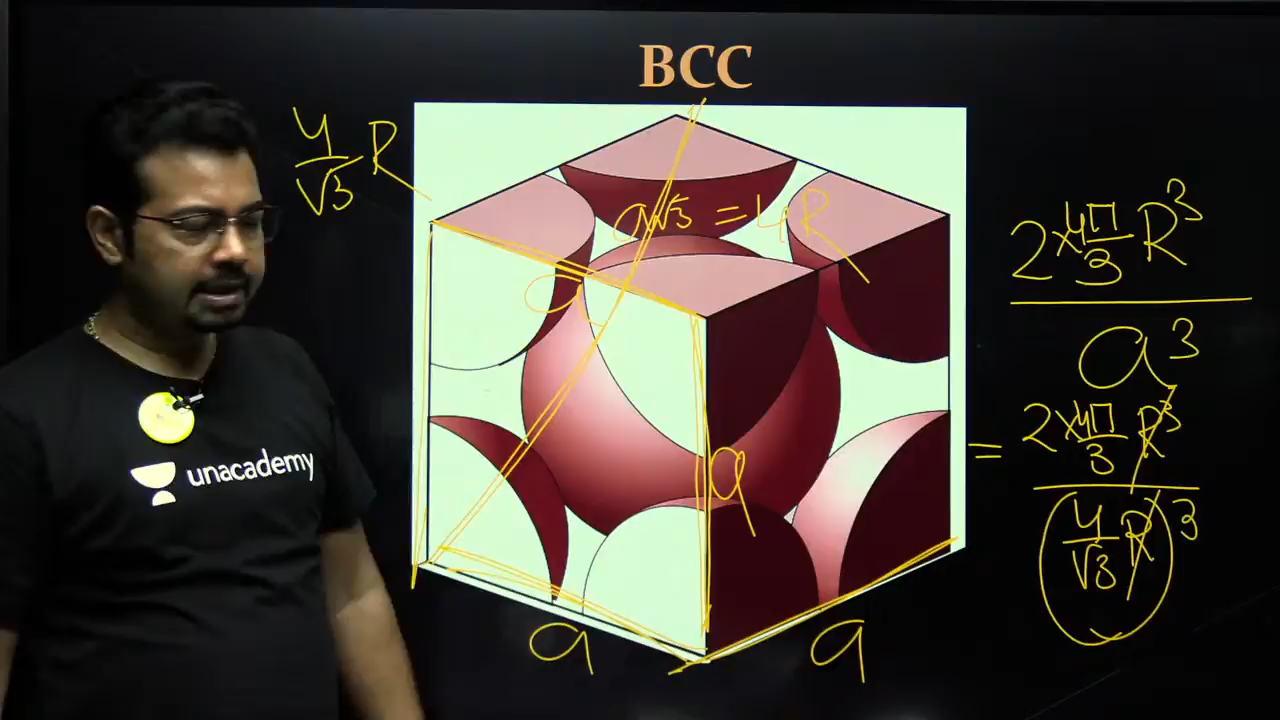 BCC
4/√3 R
a√3 = 4R
a
a
a
a
unacademy
2×4π/3 R³
a³
= 2×4π/3 R³
(4/√3 R)³